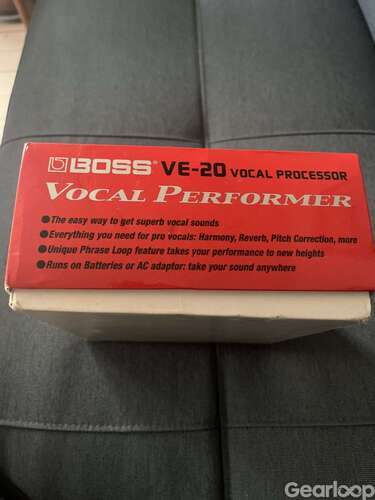 BOSS® VE-20 VOCAL PROCESSOR
VOCAL PERFORMER
●The easy way to get superb vocal sounds
●Everything you need for pro vocals: Harmony, Reverb, Pitch Correction, more
●Unique Phrase Loop feature takes your performance to new heights
●Runs on Batteries or AC adaptor: take your sound anywhere
Gearloop